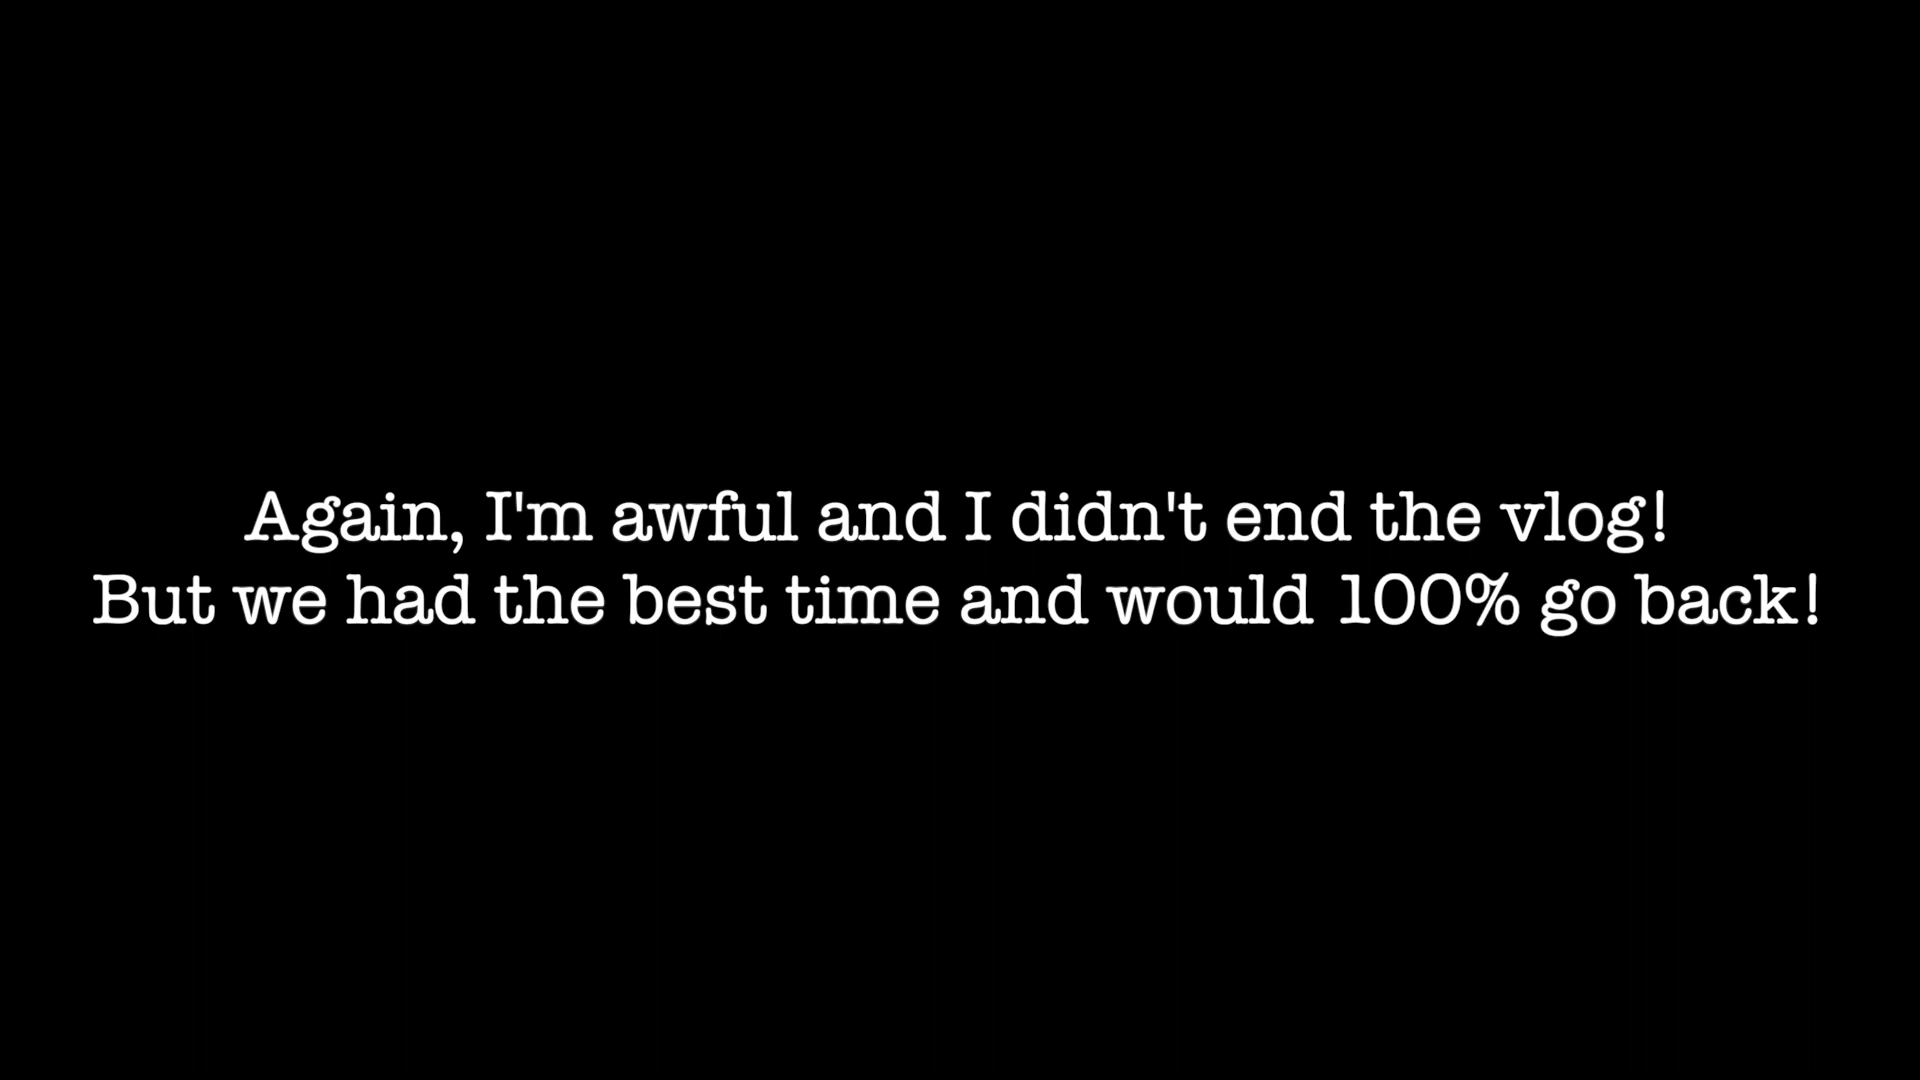 Again, I'm awful and I didn't end the vlog!
But we had the best time and would 100% go back!